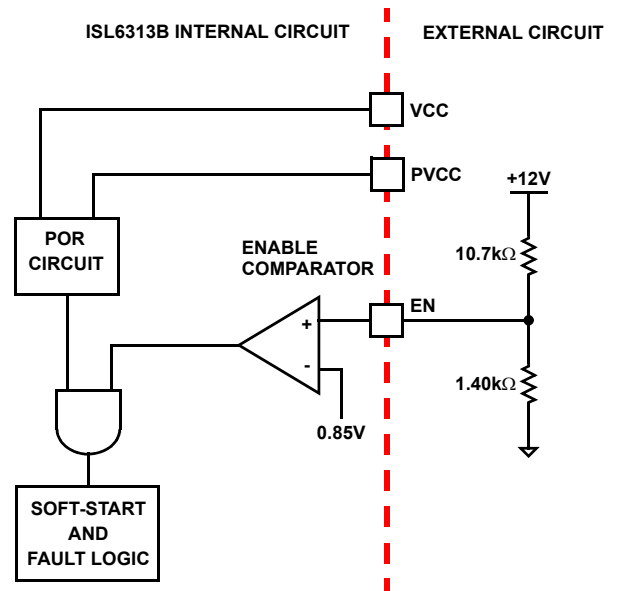 ISL6313B INTERNAL CIRCUIT
EXTERNAL CIRCUIT
VCC
PVCC
+12V
POR
CIRCUIT
ENABLE
COMPARATOR
10.7kΩ
EN
+
-
1.40kΩ
0.85V
SOFT-START
AND
FAULT LOGIC